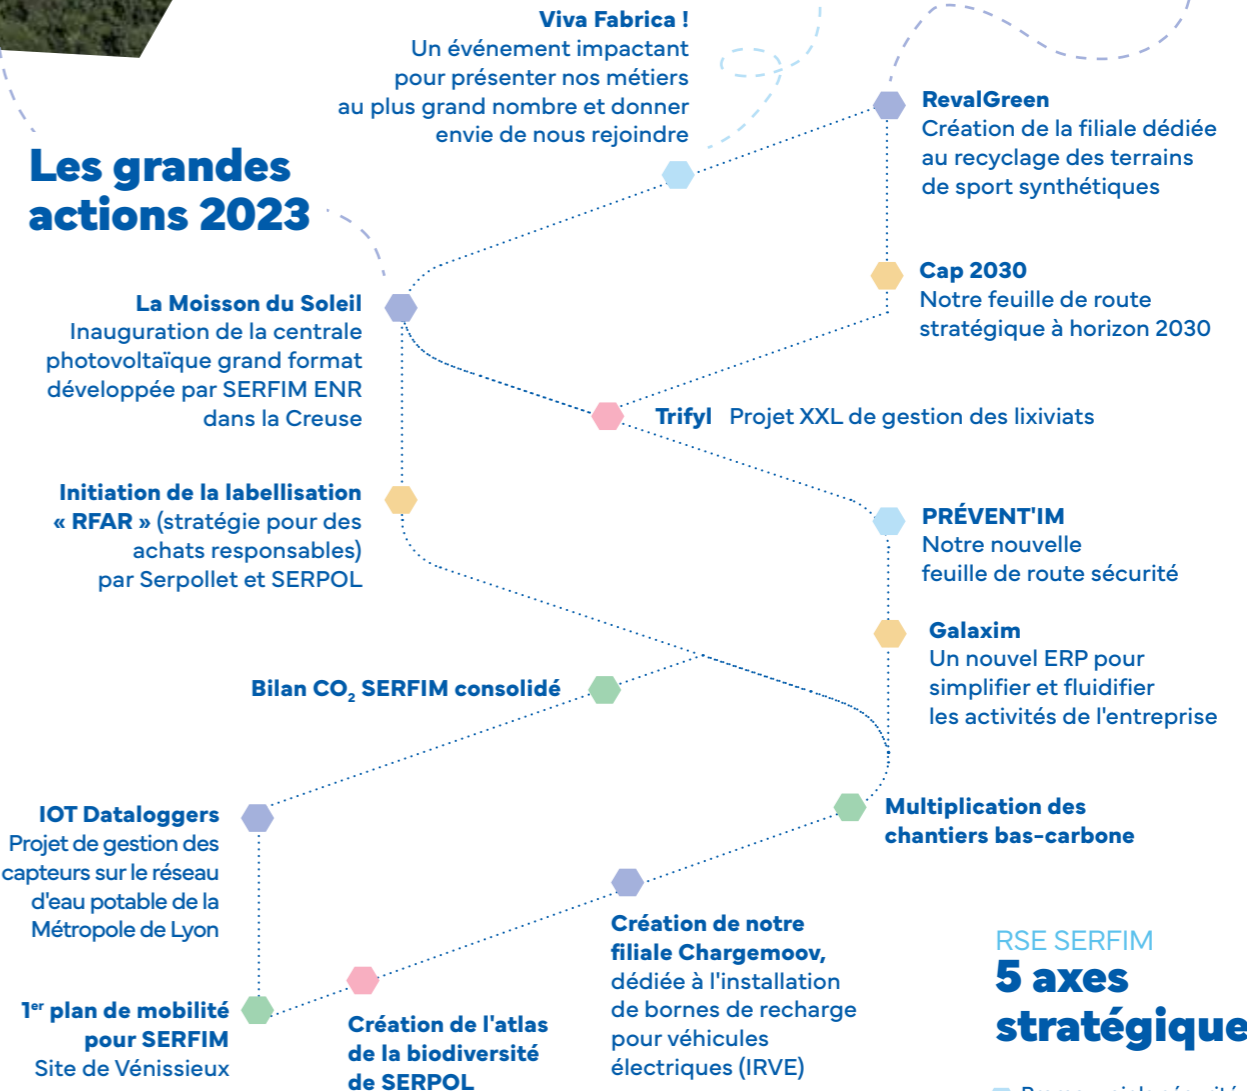 Viva Fabrica !
Un événement impactant
pour présenter nos métiers
au plus grand nombre et donner
envie de nous rejoindre
RevalGreen
Création de la filiale dédiée
au recyclage des terrains
de sport synthétiques
Les grandes
actions 2023
Cap 2030
Notre feuille de route
stratégique à horizon 2030
La Moisson du Soleil
Inauguration de la centrale
photovoltaïque grand format
développée par SERFIM ENR
dans la Creuse
Trifyl Projet XXL de gestion des lixiviats
Initiation de la labellisation
« RFAR » (stratégie pour des
achats responsables)
par Serpollet et SERPOL
PRÉVENT'IM
Notre nouvelle
feuille de route sécurité
Galaxim
Un nouvel ERP pour
simplifier et fluidifier
les activités de l'entreprise
Bilan CO₂ SERFIM consolidé
IOT Dataloggers
Projet de gestion des
capteurs sur le réseau
d'eau potable de la
Métropole de Lyon
Multiplication des
chantiers bas-carbone
Création de notre
filiale Chargemoov,
dédiée à l'installation
de bornes de recharge
pour véhicules
électriques (IRVE)
1er plan de mobilité
pour SERFIM
Site de Vénissieux
Création de l'atlas
de la biodiversité
de SERPOL
RSE SERFIM
5 axes
stratégique